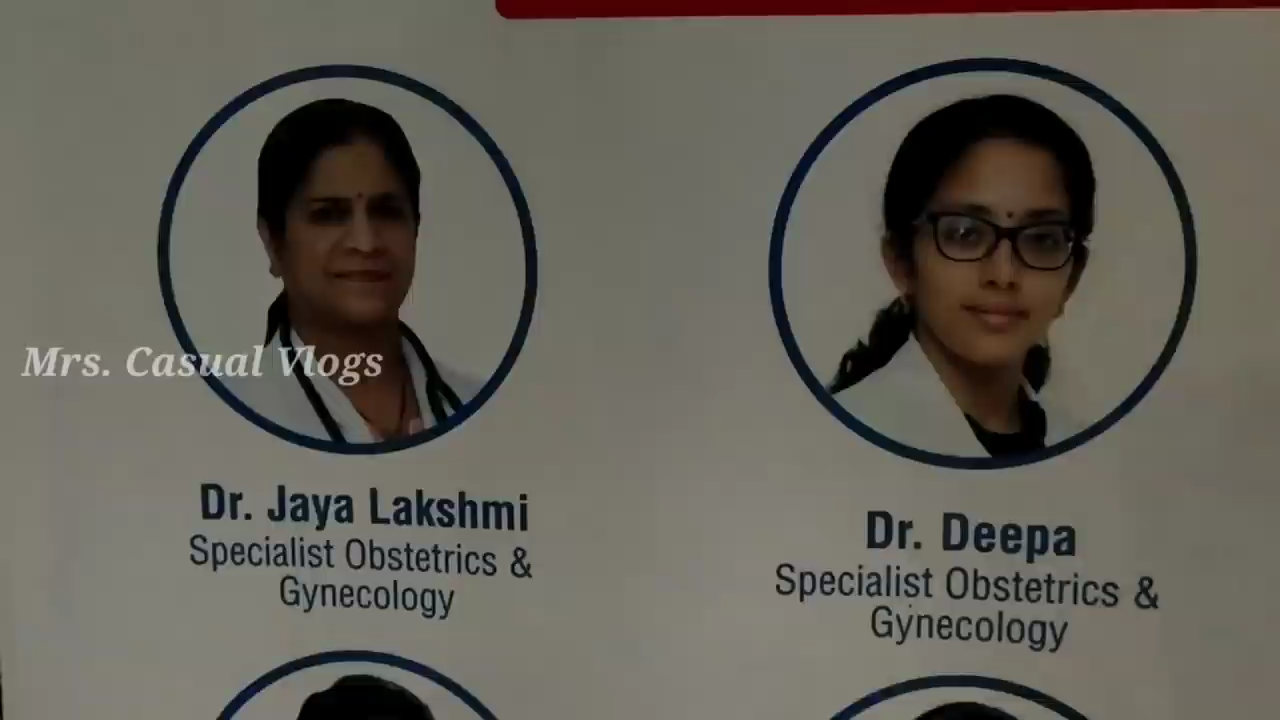 Mrs. Casual Vlogs
Dr. Jaya Lakshmi
Specialist Obstetrics &
Gynecology
Dr. Deepa
Specialist Obstetrics &
Gynecology